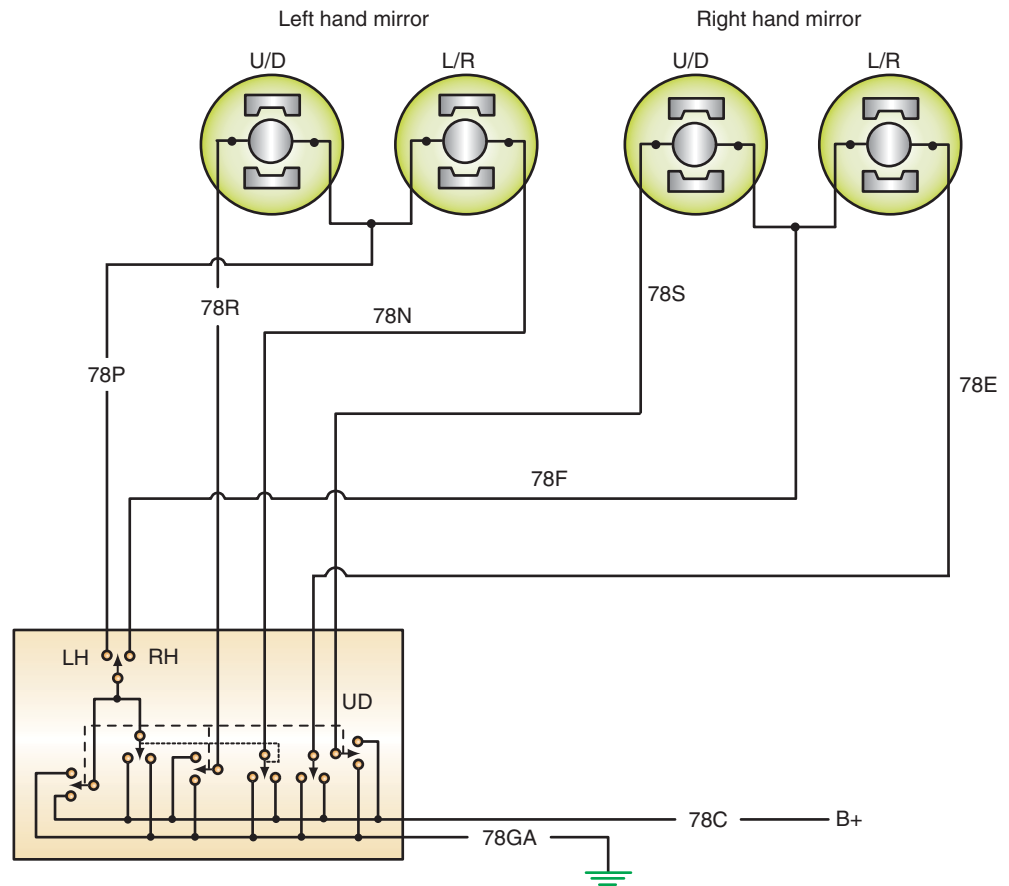 Left hand mirror
Right hand mirror
U/D
L/R
U/D
L/R
78S
78R
78N
78P
78E
78F
LH
RH
UD
78C
B+
78GA